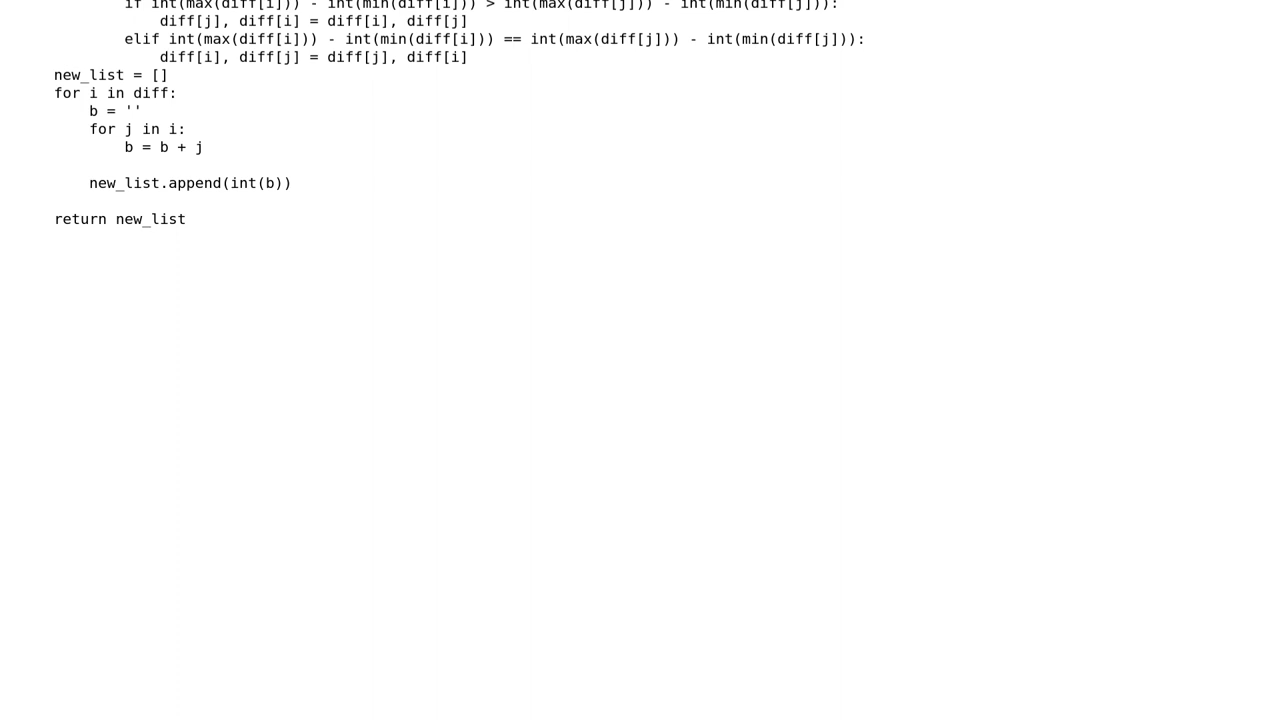 if int(max(diff[i])) - int(min(diff[i])) > int(max(diff[j])) - int(min(diff[j])):
            diff[j], diff[i] = diff[i], diff[j]
        elif int(max(diff[i])) - int(min(diff[i])) == int(max(diff[j])) - int(min(diff[j])):
            diff[i], diff[j] = diff[j], diff[i]
new_list = []
for i in diff:
    b = ''
    for j in i:
        b = b + j

    new_list.append(int(b))

return new_list